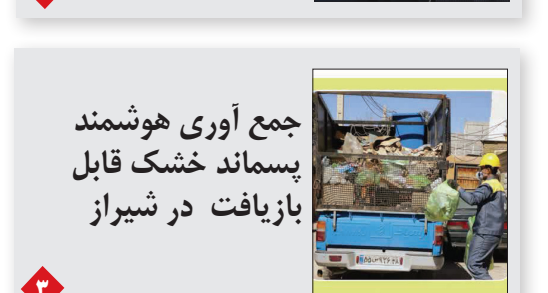 جمع آوری هوشمند
پسماند خشک قابل
بازیافت در شیراز
۳